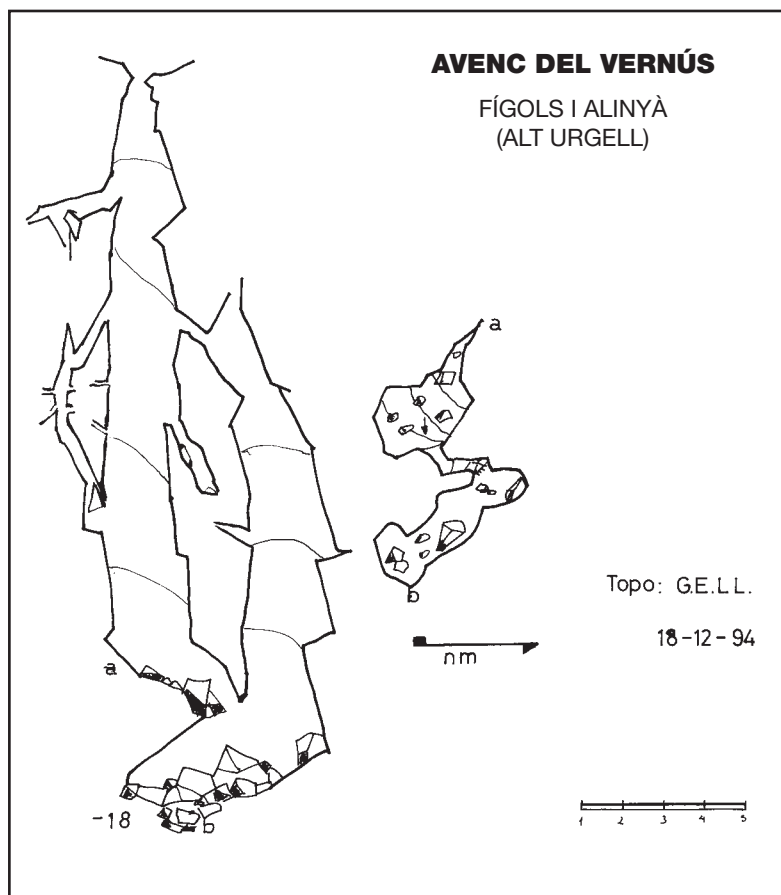 AVENC DEL VERNÚS
FÍGOLS I ALINYÀ
(ALT URGELL)
a
b
Topo: G.E.L.L.
18-12-94
nm
a
-18
b
1 2 3 4 5